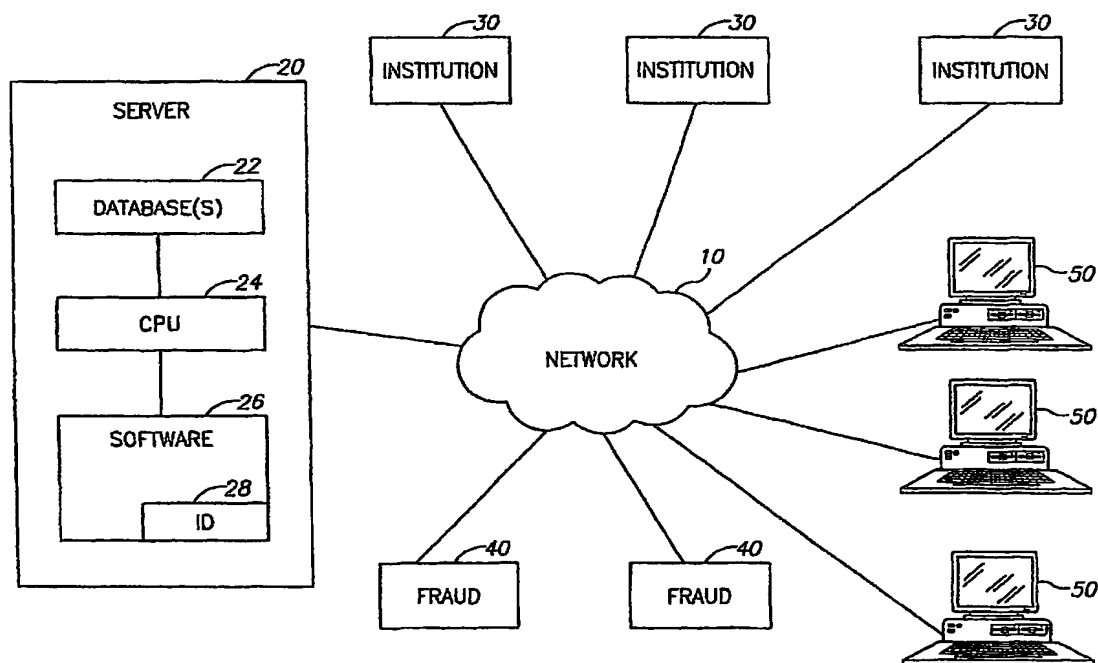 20
SERVER
22
DATABASE(S)
24
CPU
26
SOFTWARE
28
ID
30
INSTITUTION
30
INSTITUTION
30
INSTITUTION
10
NETWORK
50
50
50
40
FRAUD
40
FRAUD